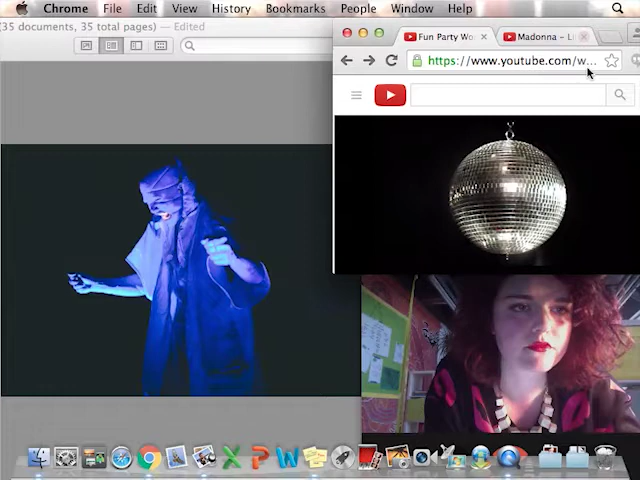 Chrome File Edit View History Bookmarks People Window Help
(35 documents, 35 total pages) — Edited
Fun Party Wo
Madonna – Li
https://www.youtube.com/w...